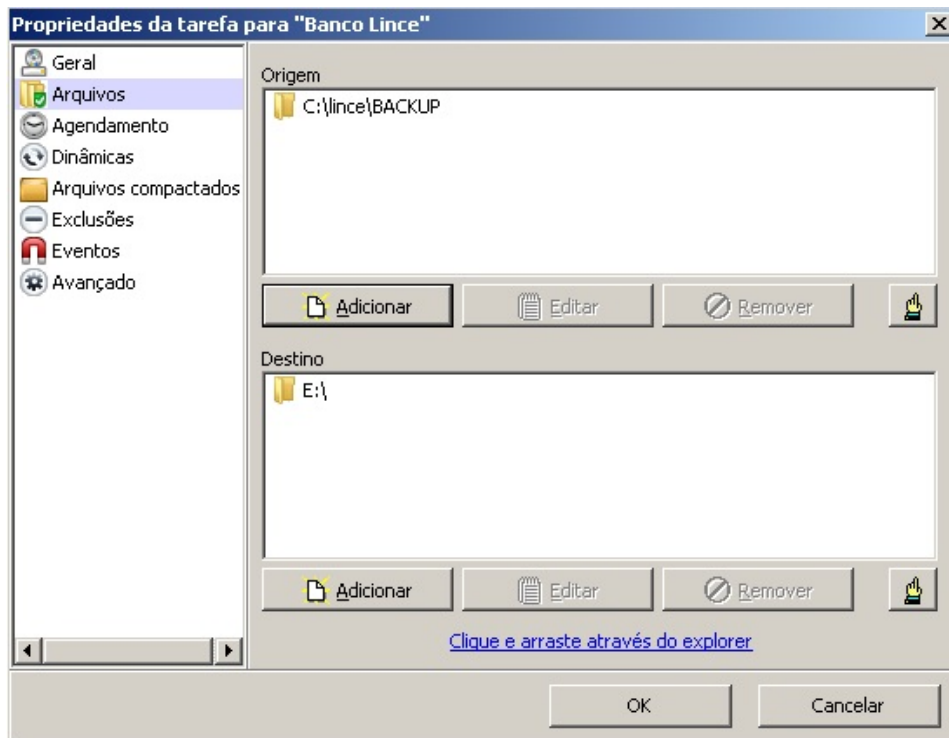 Propriedades da tarefa para "Banco Lince"
Geral
Arquivos
Agendamento
Dinâmicas
Arquivos compactados
Exclusões
Eventos
Avançado
Origem
C:\lince\BACKUP
Adicionar
Editar
Remover
Destino
E:\
Adicionar
Editar
Remover
Clique e arraste através do explorer
OK
Cancelar